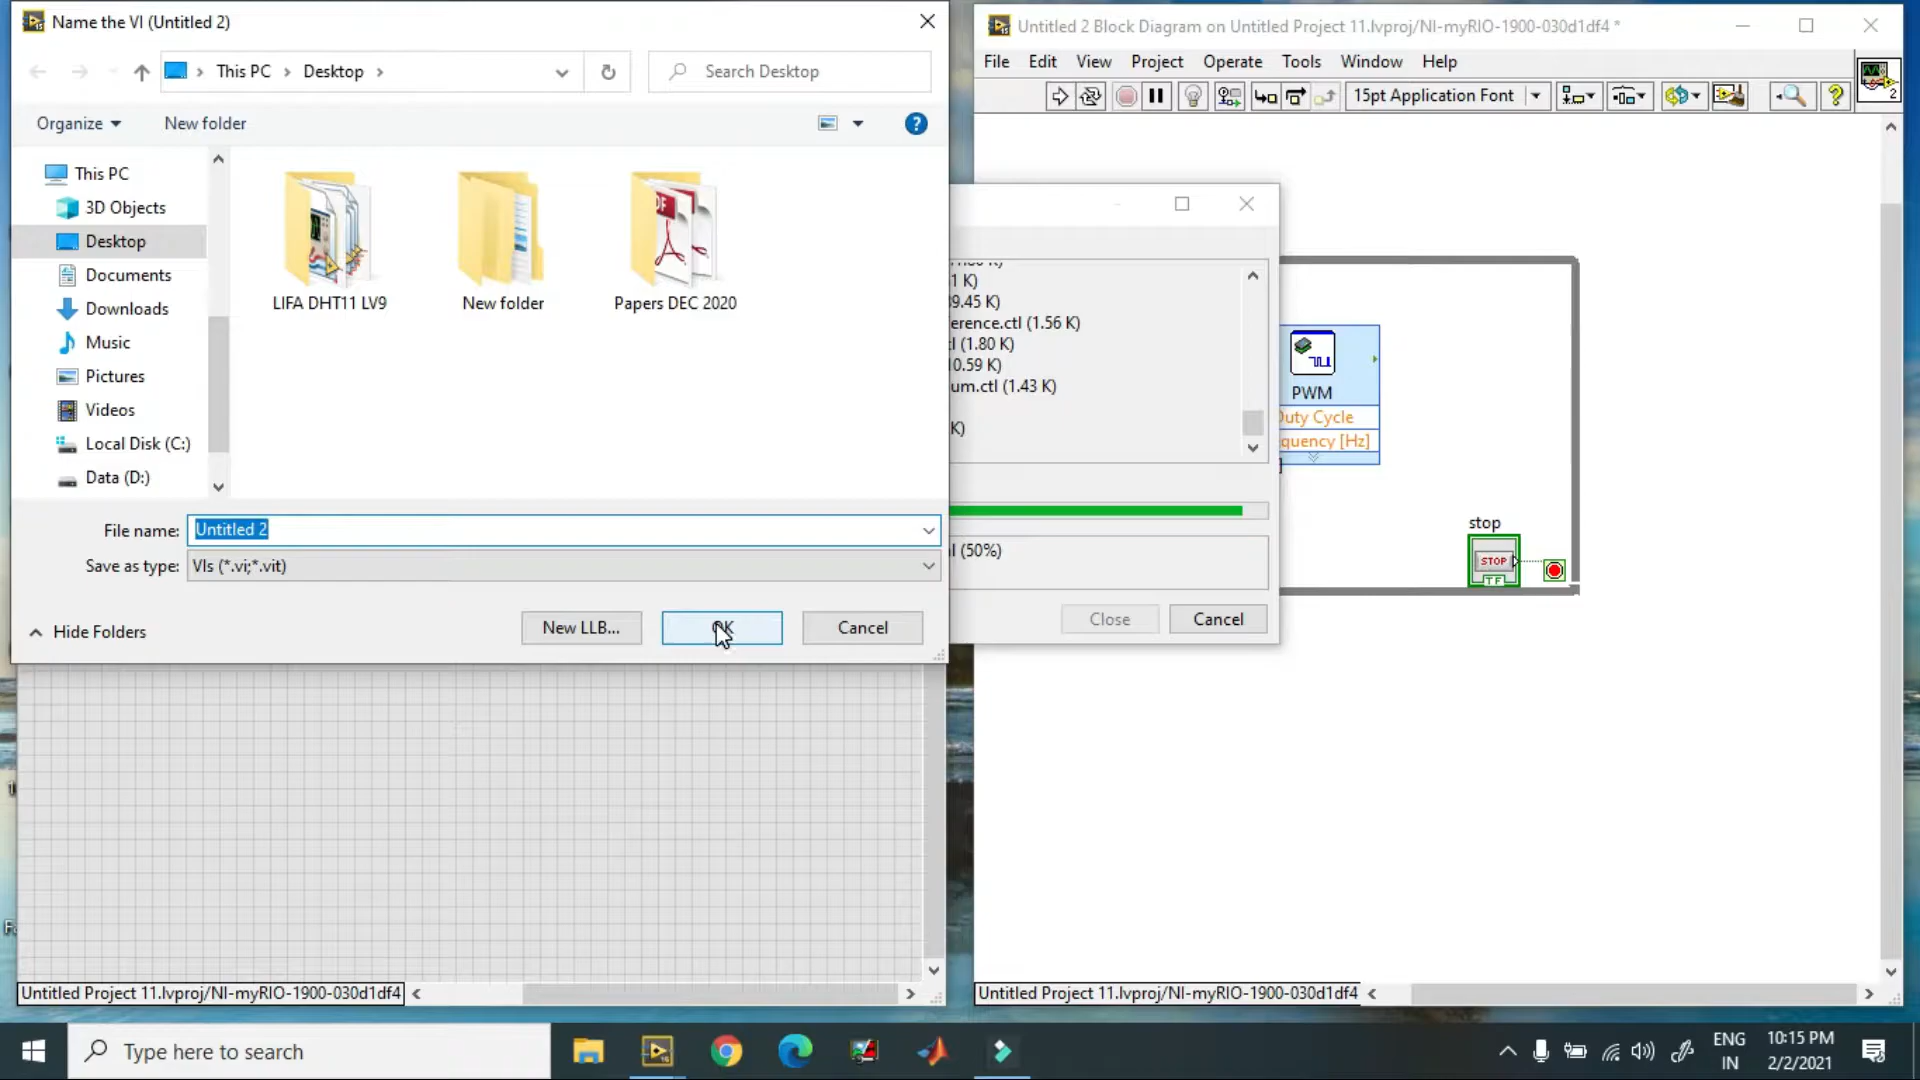 Name the VI (Untitled 2)
This PC
Desktop
Search Desktop
Organize
New folder
This PC
3D Objects
Desktop
Documents
Downloads
Music
Pictures
Videos
Local Disk (C:)
Data (D:)
LIFA DHT11 LV9
New folder
Papers DEC 2020
File name:
Untitled 2
Save as type:
VIs (*.vi;*.vit)
Hide Folders
New LLB...
OK
Cancel
Untitled 2 Block Diagram on Untitled Project 11.lvproj/NI-myRIO-1900-030d1df4 *
File Edit View Project Operate Tools Window Help
15pt Application Font
2
1 K)
39.45 K)
erence.ctl (1.56 K)
l (1.80 K)
10.59 K)
um.ctl (1.43 K)
K)
l (50%)
Close
Cancel
PWM
Duty Cycle
quency [Hz]
stop
STOP
TF
Untitled Project 11.lvproj/NI-myRIO-1900-030d1df4
Untitled Project 11.lvproj/NI-myRIO-1900-030d1df4
Type here to search
ENG
IN
10:15 PM
2/2/2021